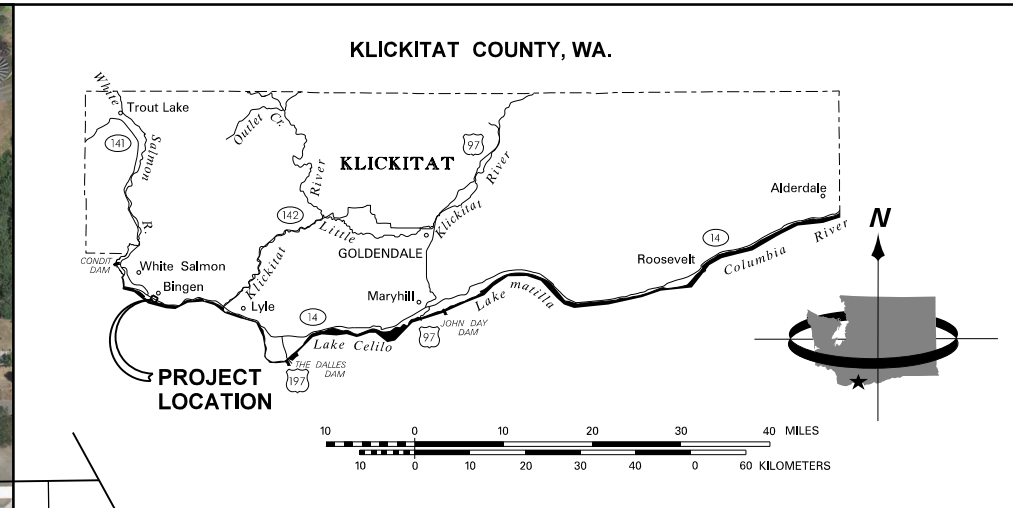 KLICKITAT COUNTY, WA.
White
Salmon
R.
Trout Lake
141
Outlet
Cr.
River
KLICKITAT
97
River
Klickitat
Little
142
Klickitat
GOLDENDALE
Alderdale
14
Columbia
River
Roosevelt
N
CONDIT
DAM
White Salmon
Bingen
Lyle
14
Maryhill
Lake
matilla
JOHN DAY
DAM
97
Lake Celilo
THE DALLES
DAM
197
PROJECT
LOCATION
10 0 10 20 30 40 MILES
10 0 10 20 30 40 0 60 KILOMETERS